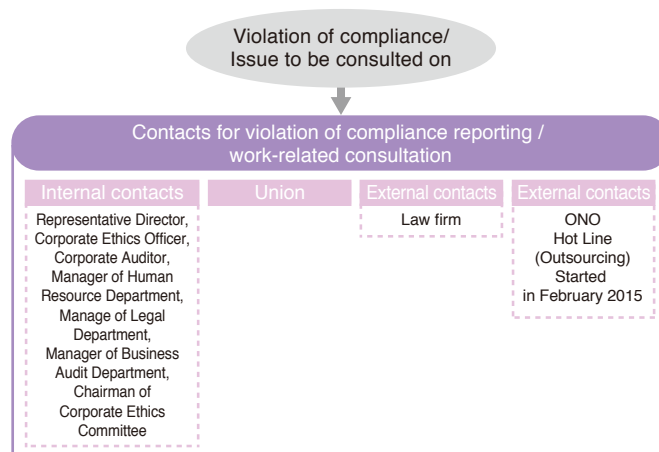 Violation of compliance/
Issue to be consulted on
Contacts for violation of compliance reporting /
work-related consultation
Internal contacts
Representative Director,
Corporate Ethics Officer,
Corporate Auditor,
Manager of Human
Resource Department,
Manage of Legal
Department,
Manager of Business
Audit Department,
Chairman of
Corporate Ethics
Committee
Union
External contacts
Law firm
External contacts
ONO
Hot Line
(Outsourcing)
Started
in February 2015